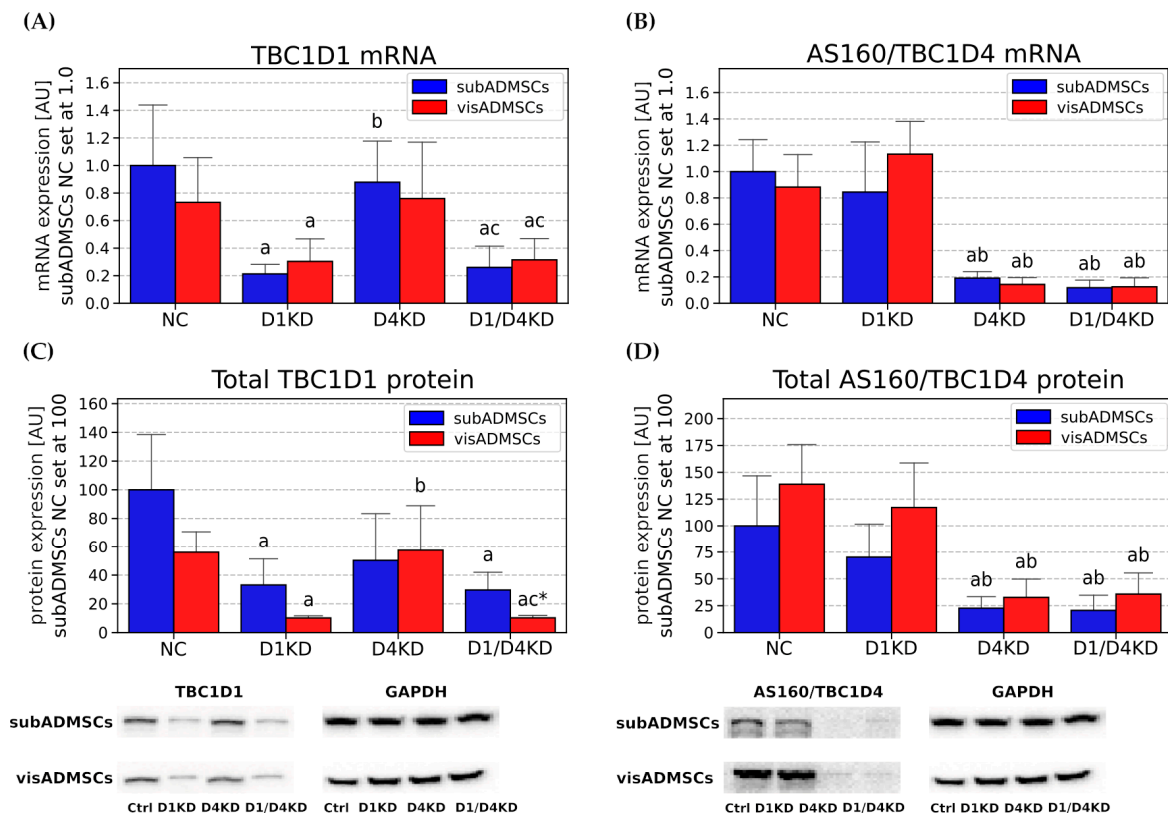 (A)
TBC1D1 mRNA
mRNA expression [AU]
subADMSCs NC set at 1.0
1.6
1.4
1.2
1.0
0.8
0.6
0.4
0.2
0.0
subADMSCs
visADMSCs
a
a
b
ac
ac
NC D1KD D4KD D1/D4KD
(B)
AS160/TBC1D4 mRNA
mRNA expression [AU]
subADMSCs NC set at 1.0
1.6
1.4
1.2
1.0
0.8
0.6
0.4
0.2
0.0
subADMSCs
visADMSCs
ab
ab
ab
ab
NC D1KD D4KD D1/D4KD
(C)
Total TBC1D1 protein
protein expression [AU]
subADMSCs NC set at 100
160
140
120
100
80
60
40
20
0
subADMSCs
visADMSCs
a
a
b
a
ac*
NC D1KD D4KD D1/D4KD
TBC1D1 GAPDH
subADMSCs
visADMSCs
Ctrl D1KD D4KD D1/D4KD Ctrl D1KD D4KD D1/D4KD
(D)
Total AS160/TBC1D4 protein
protein expression [AU]
subADMSCs NC set at 100
200
175
150
125
100
75
50
25
0
subADMSCs
visADMSCs
ab
ab
ab
ab
NC D1KD D4KD D1/D4KD
AS160/TBC1D4 GAPDH
subADMSCs
visADMSCs
Ctrl D1KD D4KD D1/D4KD Ctrl D1KD D4KD D1/D4KD